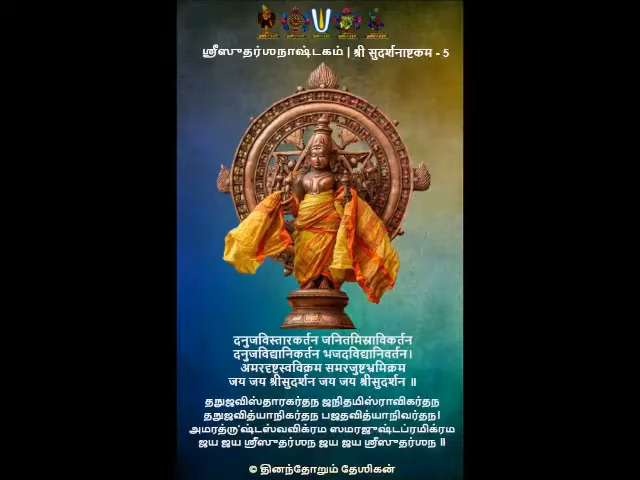 ஸ்ரீஸுதர்ஶநாஷ்டகம் | श्री सुदर्शनाष्टकम - 5
दनुजविस्तारकर्तन जनितमिस्राविकर्तन
दनुजविद्यानिकर्तन भजदविद्यानिवर्तन।
अमरदृष्टस्वविक्रम समरजुष्टभ्रमिक्रम
जय जय श्रीसुदर्शन जय जय श्रीसुदर्शन ॥
தநுஜவிஸ்தாரகர்தந ஜநிதமிஸ்ராவிகர்தந
தநுஜவித்யாநிகர்தந பஜதவித்யாநிவர்தந।
அமரத்ருʼஷ்டஸ்வவிக்ரம ஸமரஜுஷ்டப்ரமிக்ரம
ஜய ஜய ஸ்ரீஸுதர்ஶந ஜய ஜய ஸ்ரீஸுதர்ஶந ॥
© தினந்தோறும் தேஶிகன்